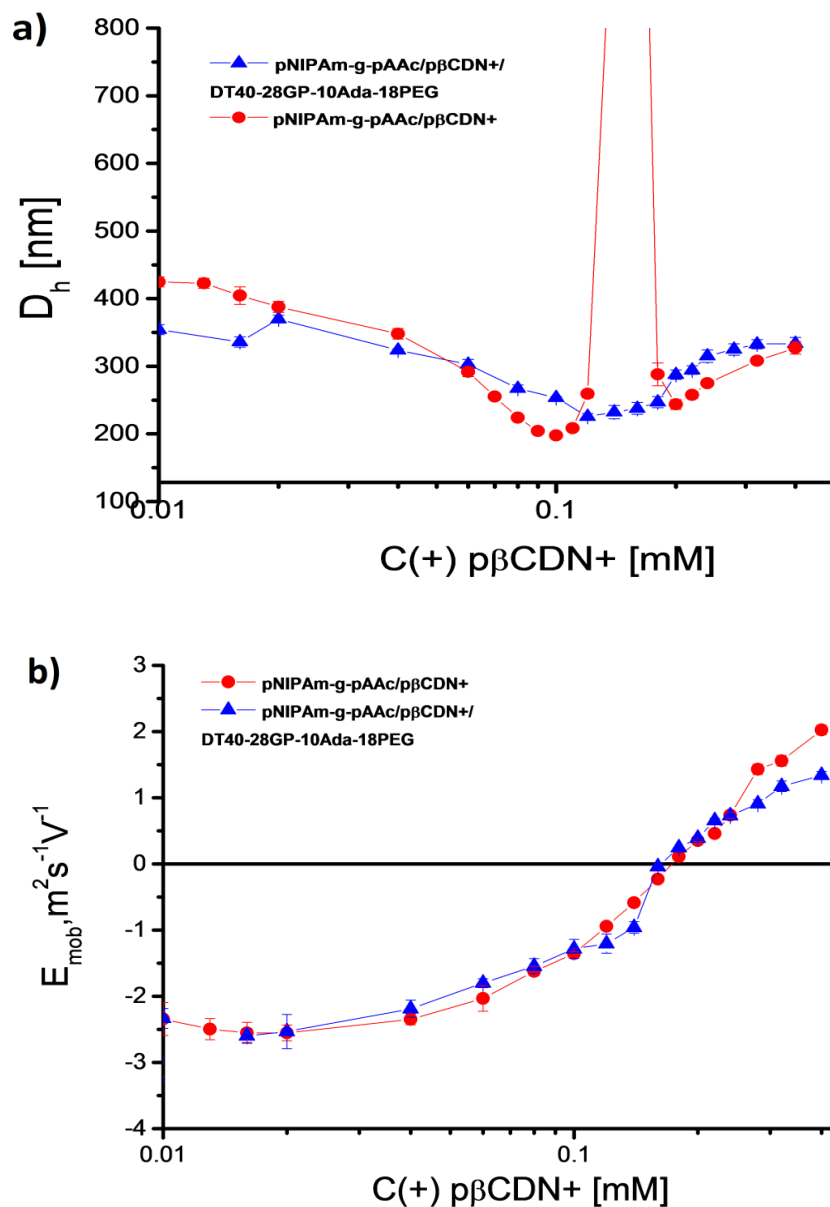 a)
800
700
600
500
400
300
200
100
D_h [nm]
pNIPAm-g-pAAc/pβCDN+/
DT40-28GP-10Ada-18PEG
pNIPAm-g-pAAc/pβCDN+
0.01 0.1
C(+) pβCDN+ [mM]
b)
3
2
1
0
-1
-2
-3
-4
E_mob, m²s⁻¹V⁻¹
pNIPAm-g-pAAc/pβCDN+
pNIPAm-g-pAAc/pβCDN+/
DT40-28GP-10Ada-18PEG
0.01 0.1
C(+) pβCDN+ [mM]